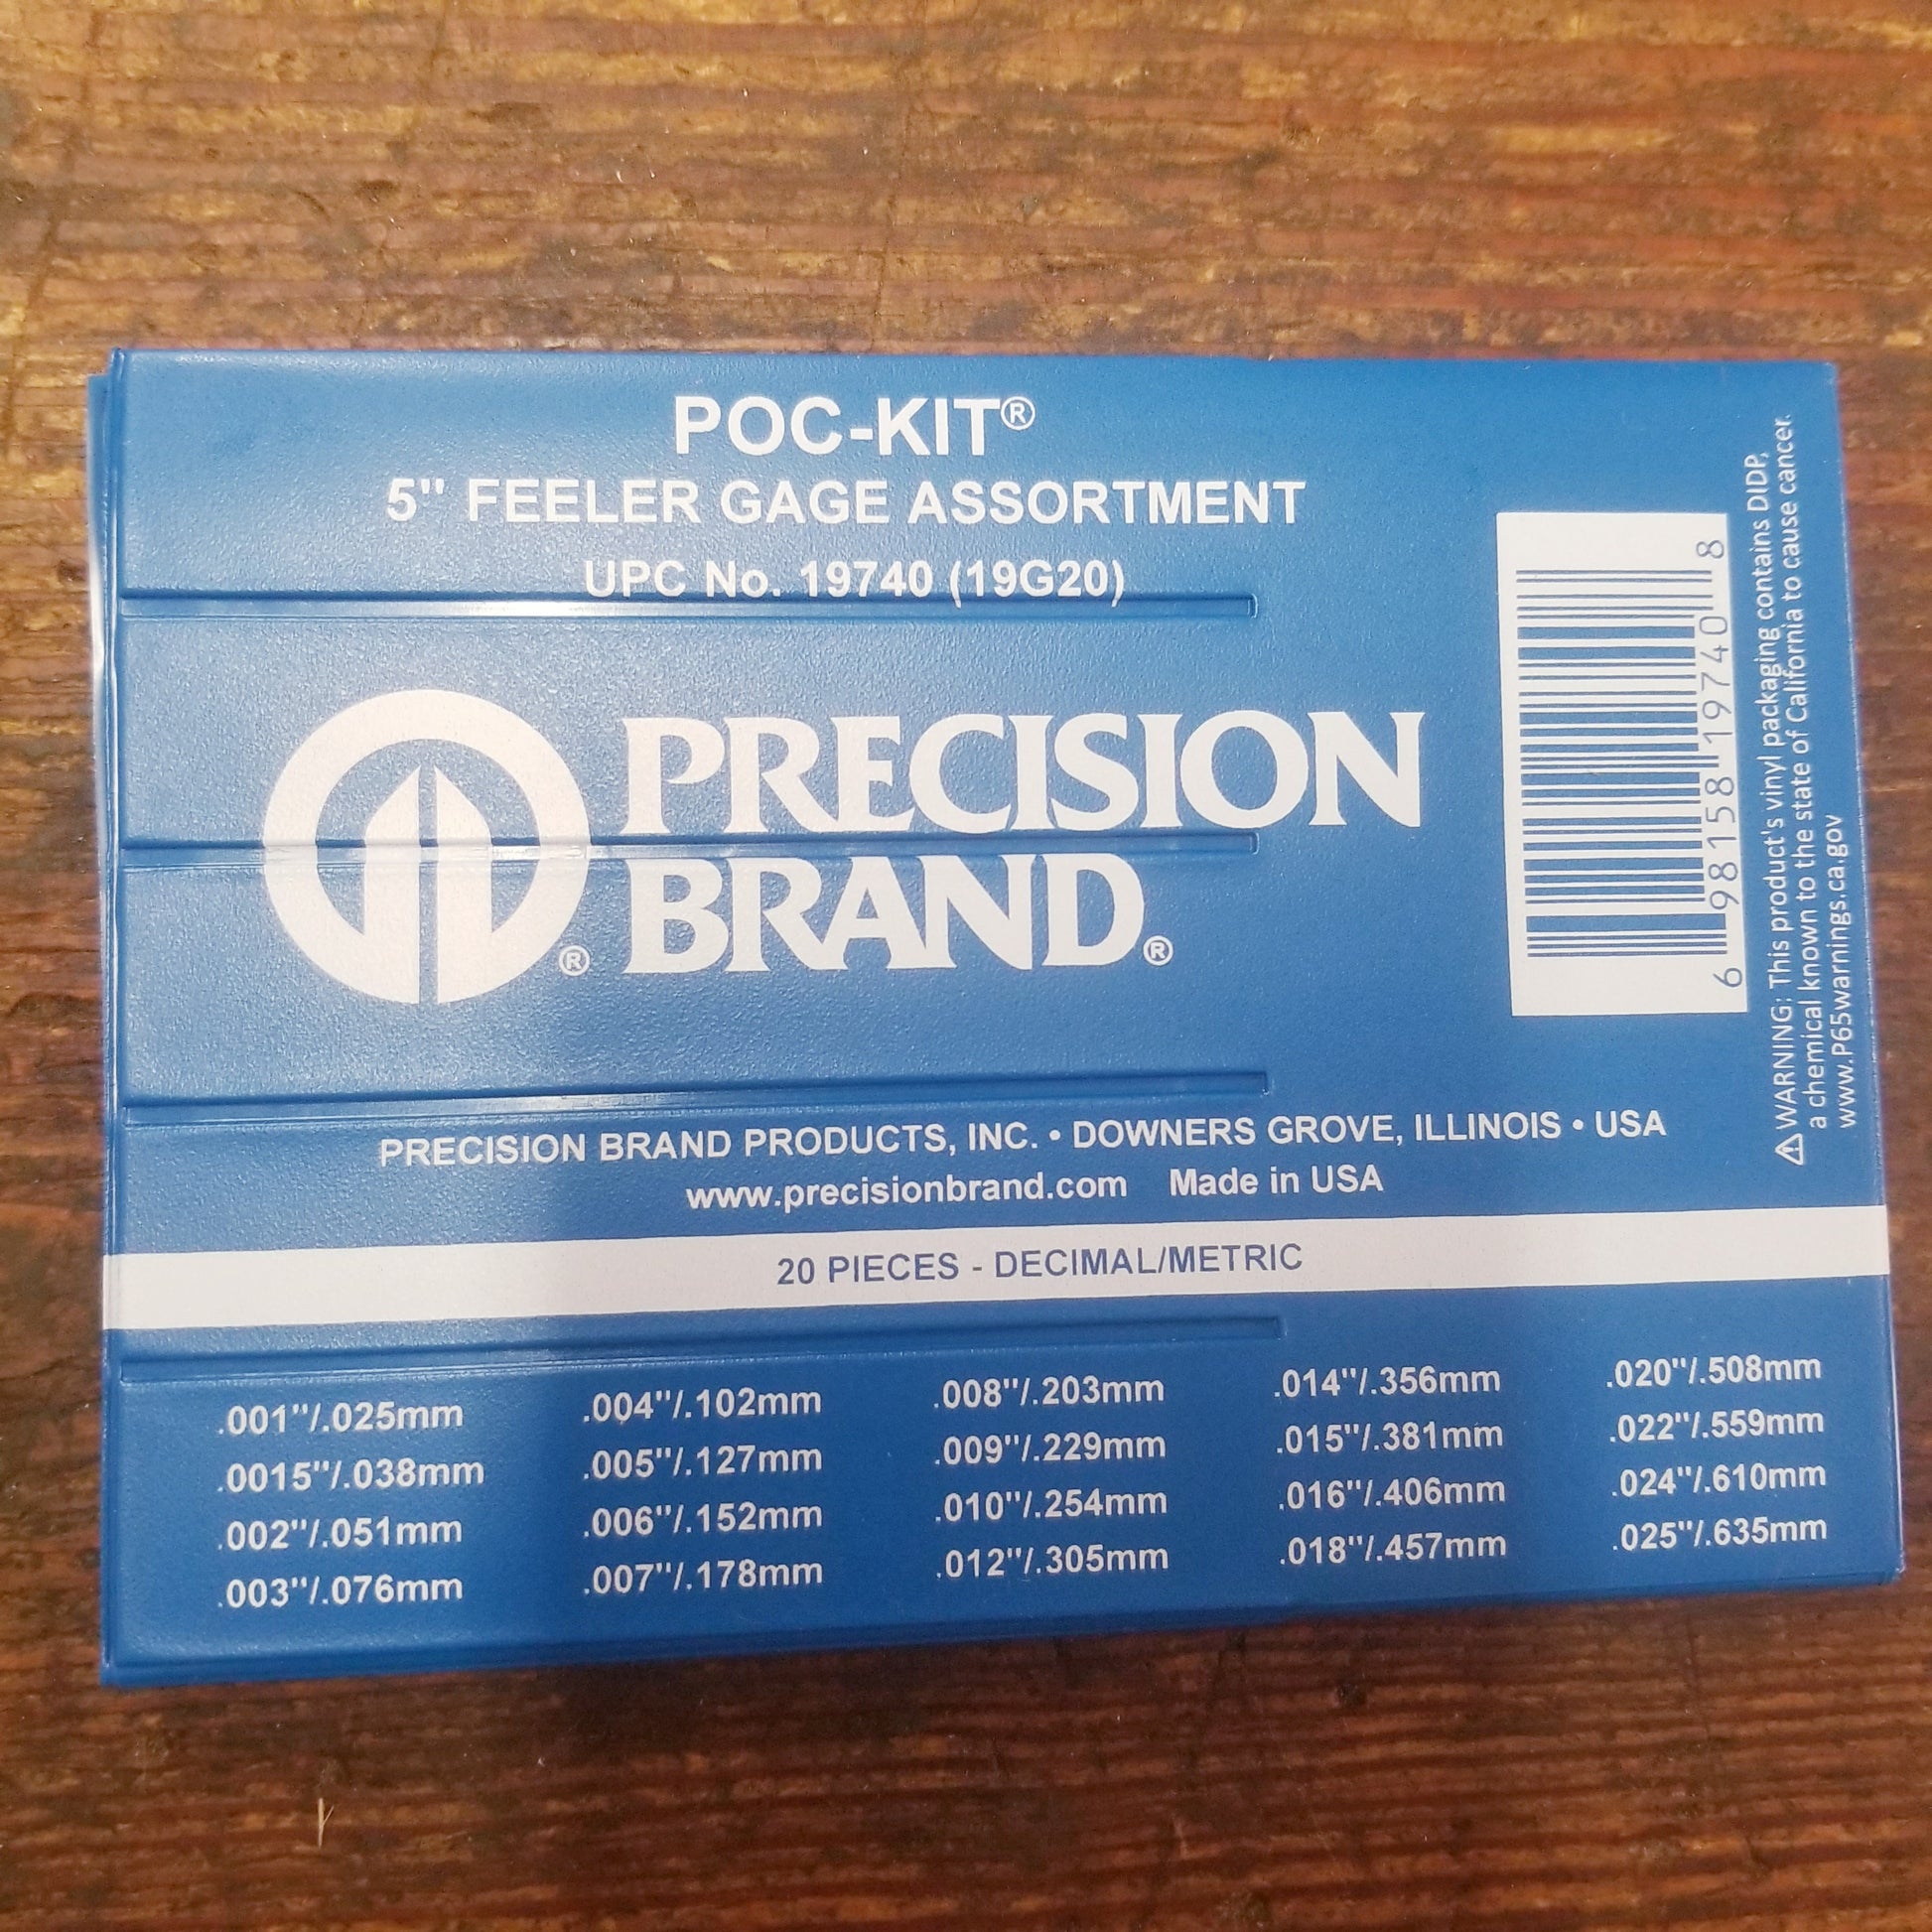 POC-KIT®
5" FEELER GAGE ASSORTMENT
UPC No. 19740 (19G20)
PRECISION
BRAND®
®
PRECISION BRAND PRODUCTS, INC. • DOWNERS GROVE, ILLINOIS • USA
www.precisionbrand.com Made in USA
20 PIECES - DECIMAL/METRIC
.001"/.025mm
.0015"/.038mm
.002"/.051mm
.003"/.076mm
.004"/.102mm
.005"/.127mm
.006"/.152mm
.007"/.178mm
.008"/.203mm
.009"/.229mm
.010"/.254mm
.012"/.305mm
.014"/.356mm
.015"/.381mm
.016"/.406mm
.018"/.457mm
.020"/.508mm
.022"/.559mm
.024"/.610mm
.025"/.635mm
6 98158 19740 8
⚠WARNING: This product's vinyl packaging contains DIDP,
a chemical known to the state of California to cause cancer.
www.P65warnings.ca.gov